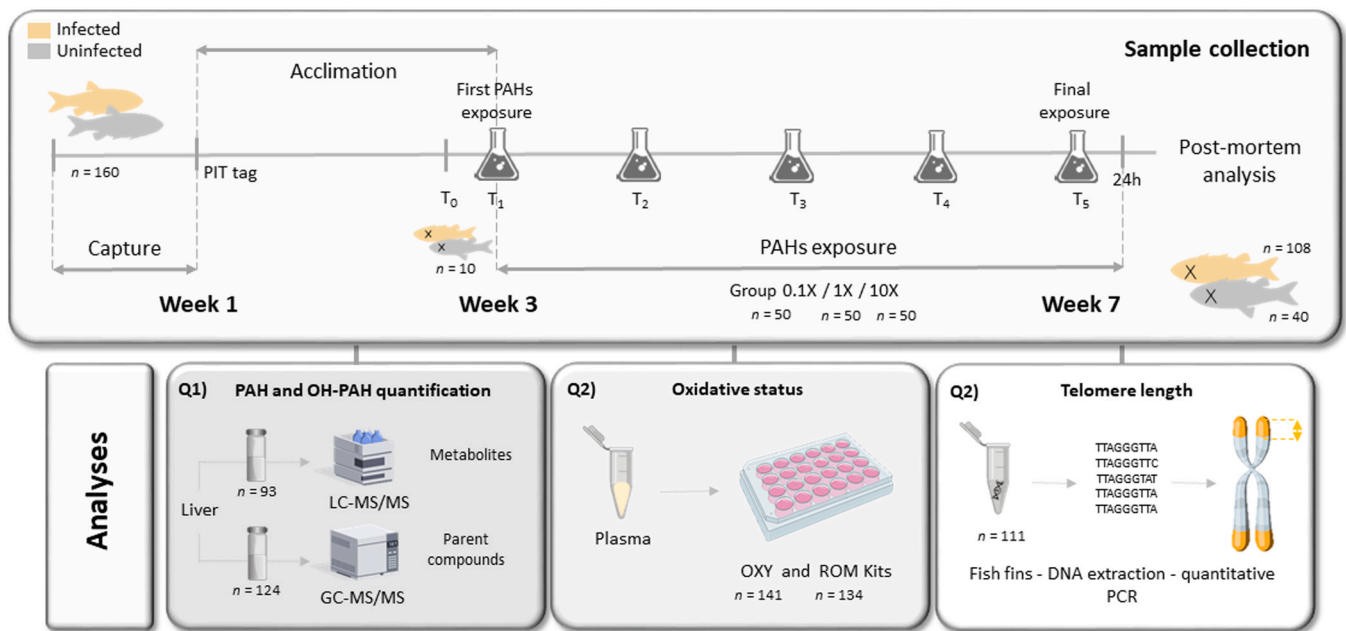 Infected
Uninfected
Sample collection
Acclimation
First PAHs
exposure
Final
exposure
n = 160
PIT tag
T0
T1
T2
T3
T4
T5
24h
Post-mortem
analysis
Capture
n = 10
PAHs exposure
n = 108
Week 1
Week 3
Group 0.1X / 1X / 10X
n = 50 n = 50 n = 50
Week 7
n = 40
Analyses
Q1) PAH and OH-PAH quantification
Metabolites
n = 93
LC-MS/MS
Liver
Parent
compounds
n = 124
GC-MS/MS
Q2) Oxidative status
Plasma
OXY and ROM Kits
n = 141 n = 134
Q2) Telomere length
TTAGGGTTA
TTAGGGTTC
TTAGGGTAT
TTAGGGTTA
TTAGGGTTA
n = 111
Fish fins - DNA extraction - quantitative
PCR